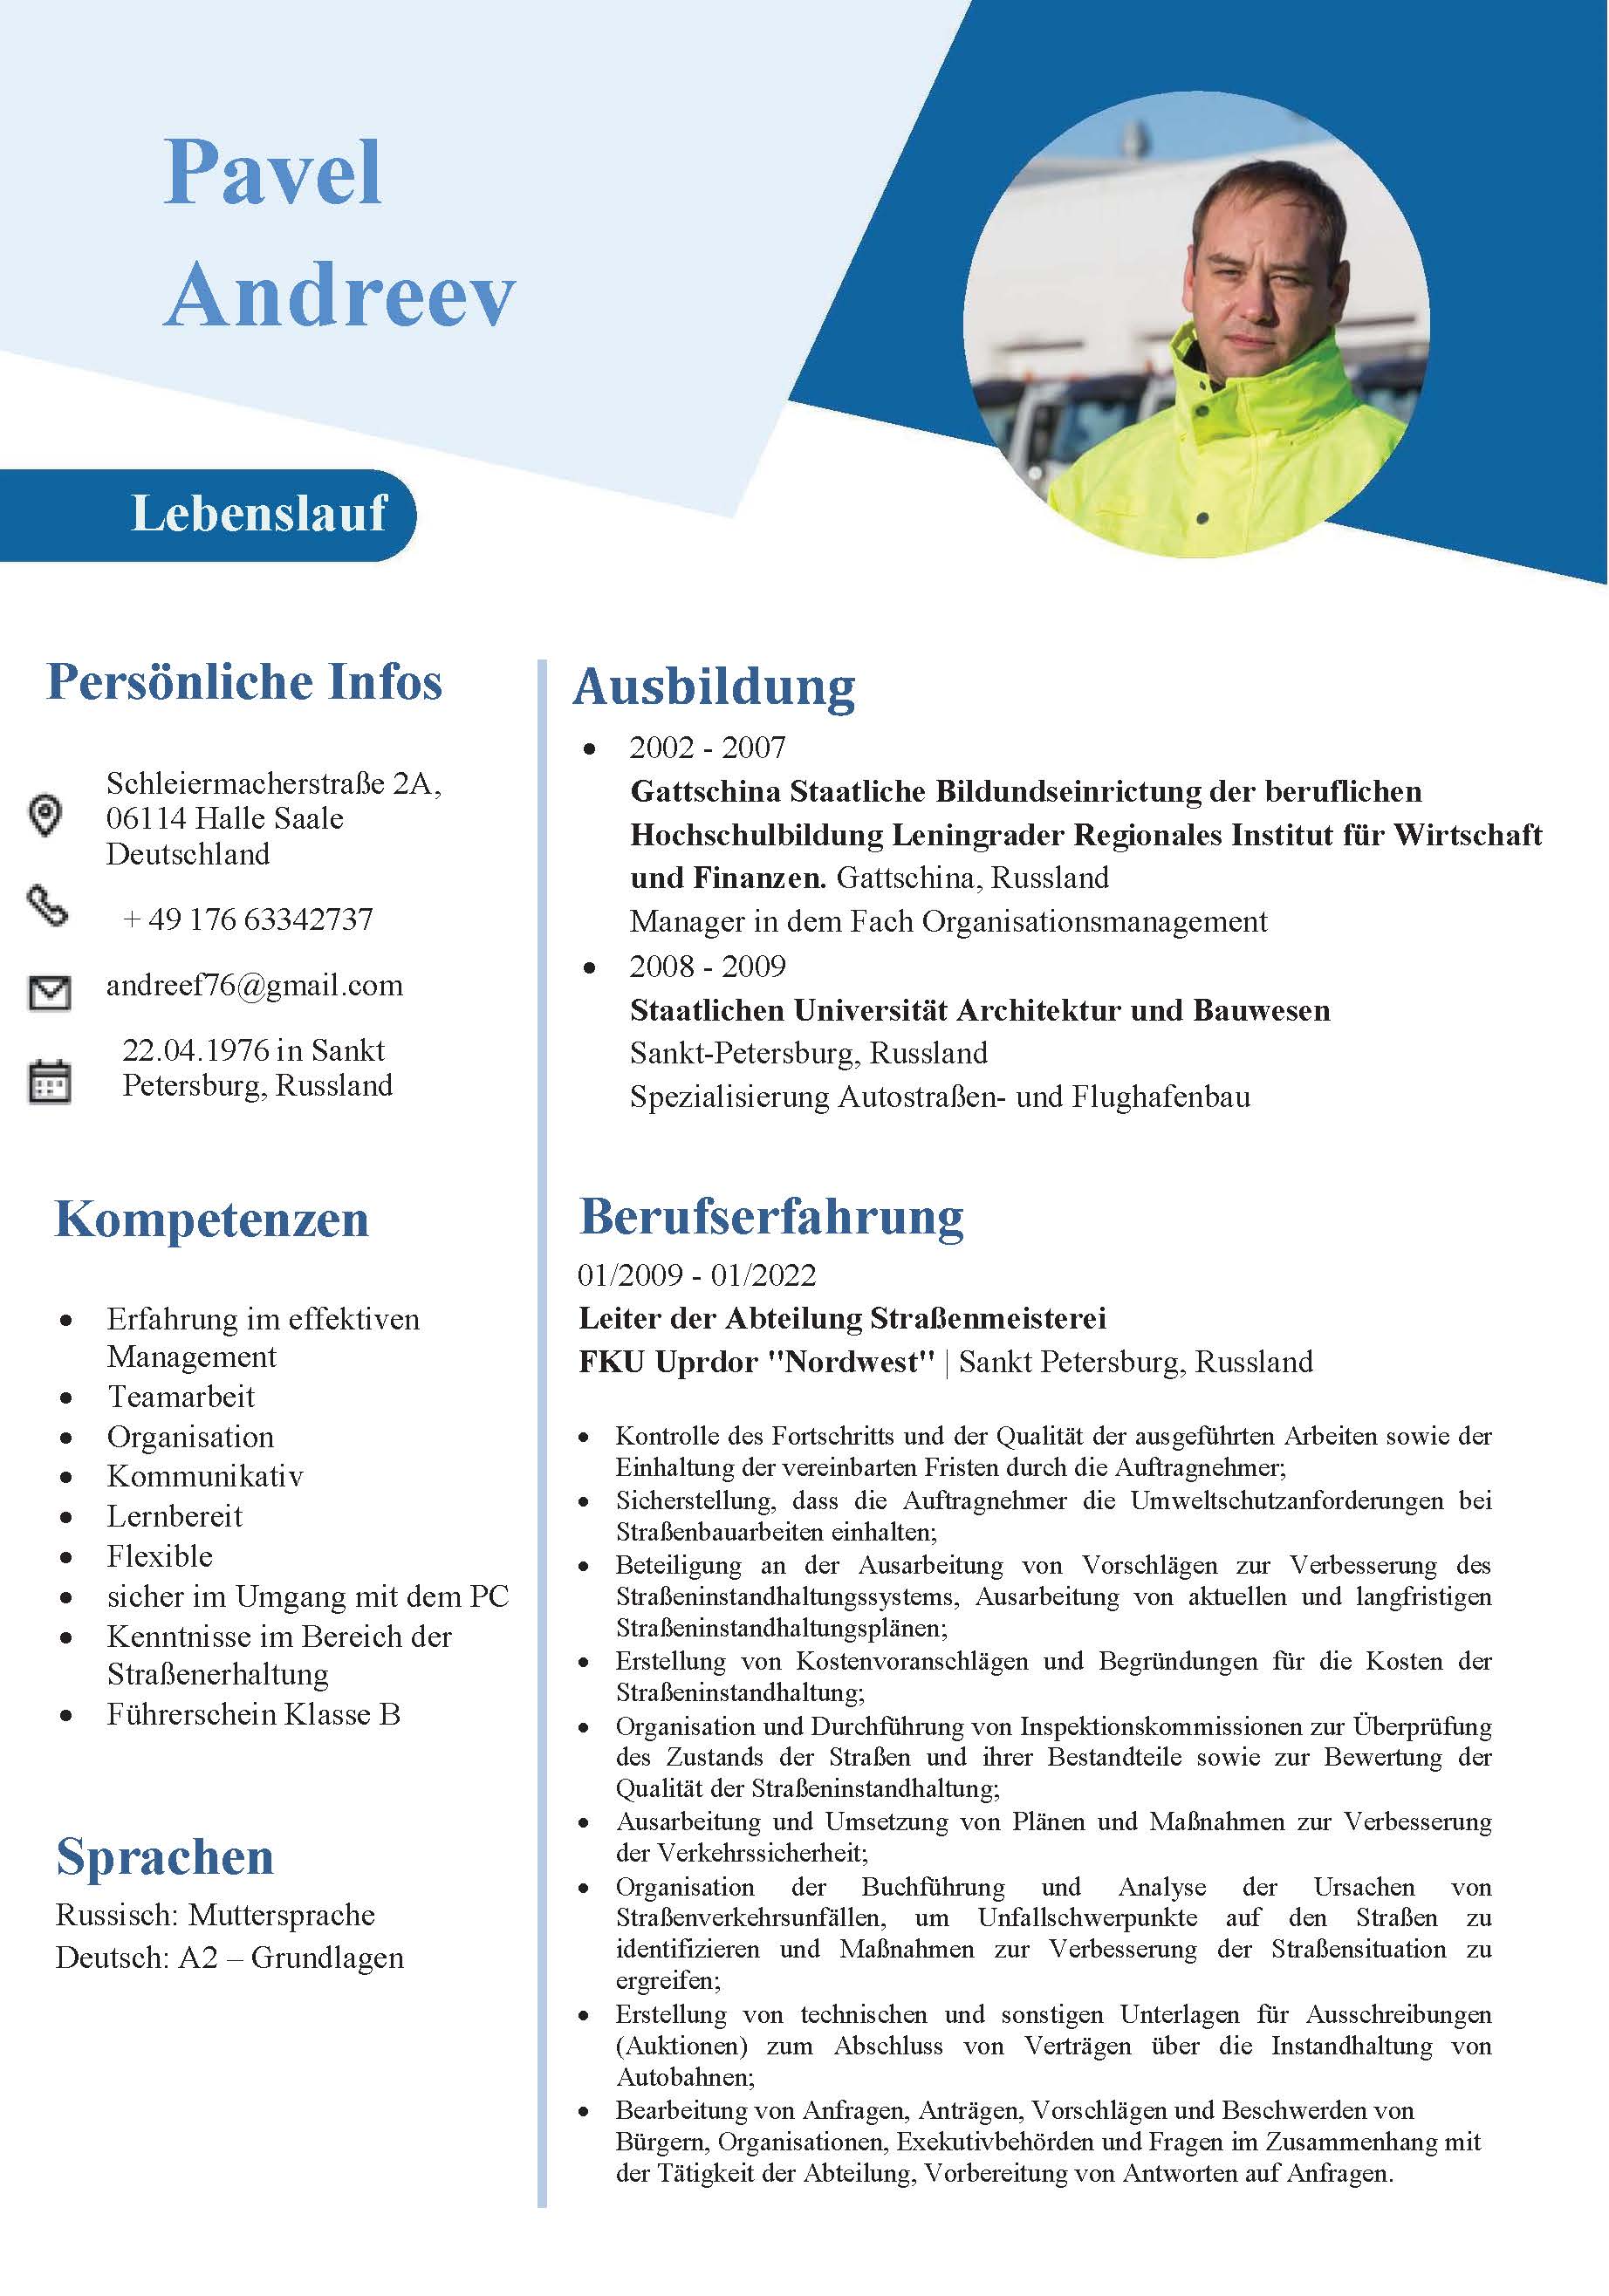 Pavel
Andreev
Lebenslauf
Persönliche Infos
Schleiermacherstraße 2A,
06114 Halle Saale
Deutschland
+ 49 176 63342737
andreef76@gmail.com
22.04.1976 in Sankt
Petersburg, Russland
Kompetenzen
• Erfahrung im effektiven
Management
• Teamarbeit
• Organisation
• Kommunikativ
• Lernbereit
• Flexible
• sicher im Umgang mit dem PC
• Kenntnisse im Bereich der
Straßenerhaltung
• Führerschein Klasse B
Sprachen
Russisch: Muttersprache
Deutsch: A2 – Grundlagen
Ausbildung
• 2002 - 2007
Gattschina Staatliche Bildundseinrictung der beruflichen
Hochschulbildung Leningrader Regionales Institut für Wirtschaft
und Finanzen. Gattschina, Russland
Manager in dem Fach Organisationsmanagement
• 2008 - 2009
Staatlichen Universität Architektur und Bauwesen
Sankt-Petersburg, Russland
Spezialisierung Autostraßen- und Flughafenbau
Berufserfahrung
01/2009 - 01/2022
Leiter der Abteilung Straßenmeisterei
FKU Uprdor "Nordwest" | Sankt Petersburg, Russland
• Kontrolle des Fortschritts und der Qualität der ausgeführten Arbeiten sowie der
Einhaltung der vereinbarten Fristen durch die Auftragnehmer;
• Sicherstellung, dass die Auftragnehmer die Umweltschutzanforderungen bei
Straßenbauarbeiten einhalten;
• Beteiligung an der Ausarbeitung von Vorschlägen zur Verbesserung des
Straßeninstandhaltungssystems, Ausarbeitung von aktuellen und langfristigen
Straßeninstandhaltungsplänen;
• Erstellung von Kostenvoranschlägen und Begründungen für die Kosten der
Straßeninstandhaltung;
• Organisation und Durchführung von Inspektionskommissionen zur Überprüfung
des Zustands der Straßen und ihrer Bestandteile sowie zur Bewertung der
Qualität der Straßeninstandhaltung;
• Ausarbeitung und Umsetzung von Plänen und Maßnahmen zur Verbesserung
der Verkehrssicherheit;
• Organisation der Buchführung und Analyse der Ursachen von
Straßenverkehrsunfällen, um Unfallschwerpunkte auf den Straßen zu
identifizieren und Maßnahmen zur Verbesserung der Straßensituation zu
ergreifen;
• Erstellung von technischen und sonstigen Unterlagen für Ausschreibungen
(Auktionen) zum Abschluss von Verträgen über die Instandhaltung von
Autobahnen;
• Bearbeitung von Anfragen, Anträgen, Vorschlägen und Beschwerden von
Bürgern, Organisationen, Exekutivbehörden und Fragen im Zusammenhang mit
der Tätigkeit der Abteilung, Vorbereitung von Antworten auf Anfragen.